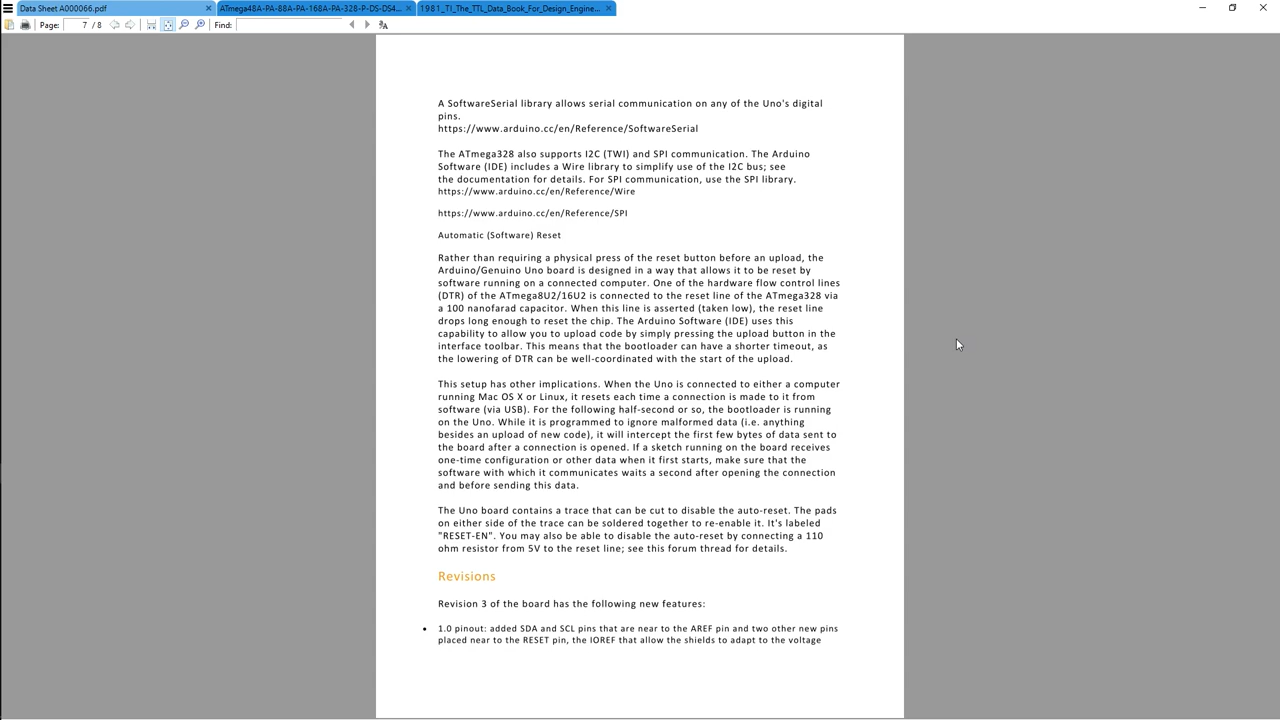 Data Sheet A000066.pdf
ATmega48A-PA-88A-PA-168A-PA-328-P-DS-DS4...
1981_TI_The_TTL_Data_Book_For_Design_Enginee...
Page: 7 / 8 Find:
A SoftwareSerial library allows serial communication on any of the Uno's digital
pins.
https://www.arduino.cc/en/Reference/SoftwareSerial
The ATmega328 also supports I2C (TWI) and SPI communication. The Arduino
Software (IDE) includes a Wire library to simplify use of the I2C bus; see
the documentation for details. For SPI communication, use the SPI library.
https://www.arduino.cc/en/Reference/Wire
https://www.arduino.cc/en/Reference/SPI
Automatic (Software) Reset
Rather than requiring a physical press of the reset button before an upload, the
Arduino/Genuino Uno board is designed in a way that allows it to be reset by
software running on a connected computer. One of the hardware flow control lines
(DTR) of the ATmega8U2/16U2 is connected to the reset line of the ATmega328 via
a 100 nanofarad capacitor. When this line is asserted (taken low), the reset line
drops long enough to reset the chip. The Arduino Software (IDE) uses this
capability to allow you to upload code by simply pressing the upload button in the
interface toolbar. This means that the bootloader can have a shorter timeout, as
the lowering of DTR can be well-coordinated with the start of the upload.
This setup has other implications. When the Uno is connected to either a computer
running Mac OS X or Linux, it resets each time a connection is made to it from
software (via USB). For the following half-second or so, the bootloader is running
on the Uno. While it is programmed to ignore malformed data (i.e. anything
besides an upload of new code), it will intercept the first few bytes of data sent to
the board after a connection is opened. If a sketch running on the board receives
one-time configuration or other data when it first starts, make sure that the
software with which it communicates waits a second after opening the connection
and before sending this data.
The Uno board contains a trace that can be cut to disable the auto-reset. The pads
on either side of the trace can be soldered together to re-enable it. It's labeled
"RESET-EN". You may also be able to disable the auto-reset by connecting a 110
ohm resistor from 5V to the reset line; see this forum thread for details.
Revisions
Revision 3 of the board has the following new features:
• 1.0 pinout: added SDA and SCL pins that are near to the AREF pin and two other new pins
placed near to the RESET pin, the IOREF that allow the shields to adapt to the voltage